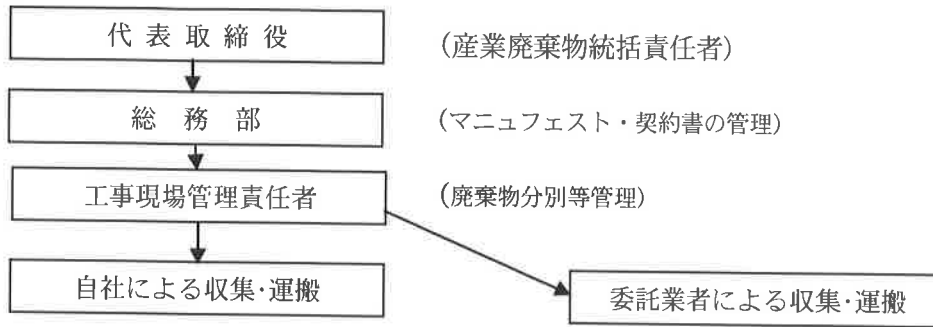 代表取締役
(産業廃棄物統括責任者)
総務部
(マニュフェスト・契約書の管理)
工事現場管理責任者
(廃棄物分別等管理)
自社による収集・運搬
委託業者による収集・運搬